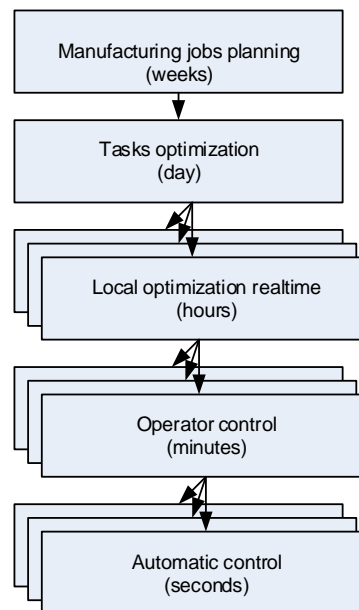 Manufacturing jobs planning
(weeks)
Tasks optimization
(day)
Local optimization realtime
(hours)
Operator control
(minutes)
Automatic control
(seconds)